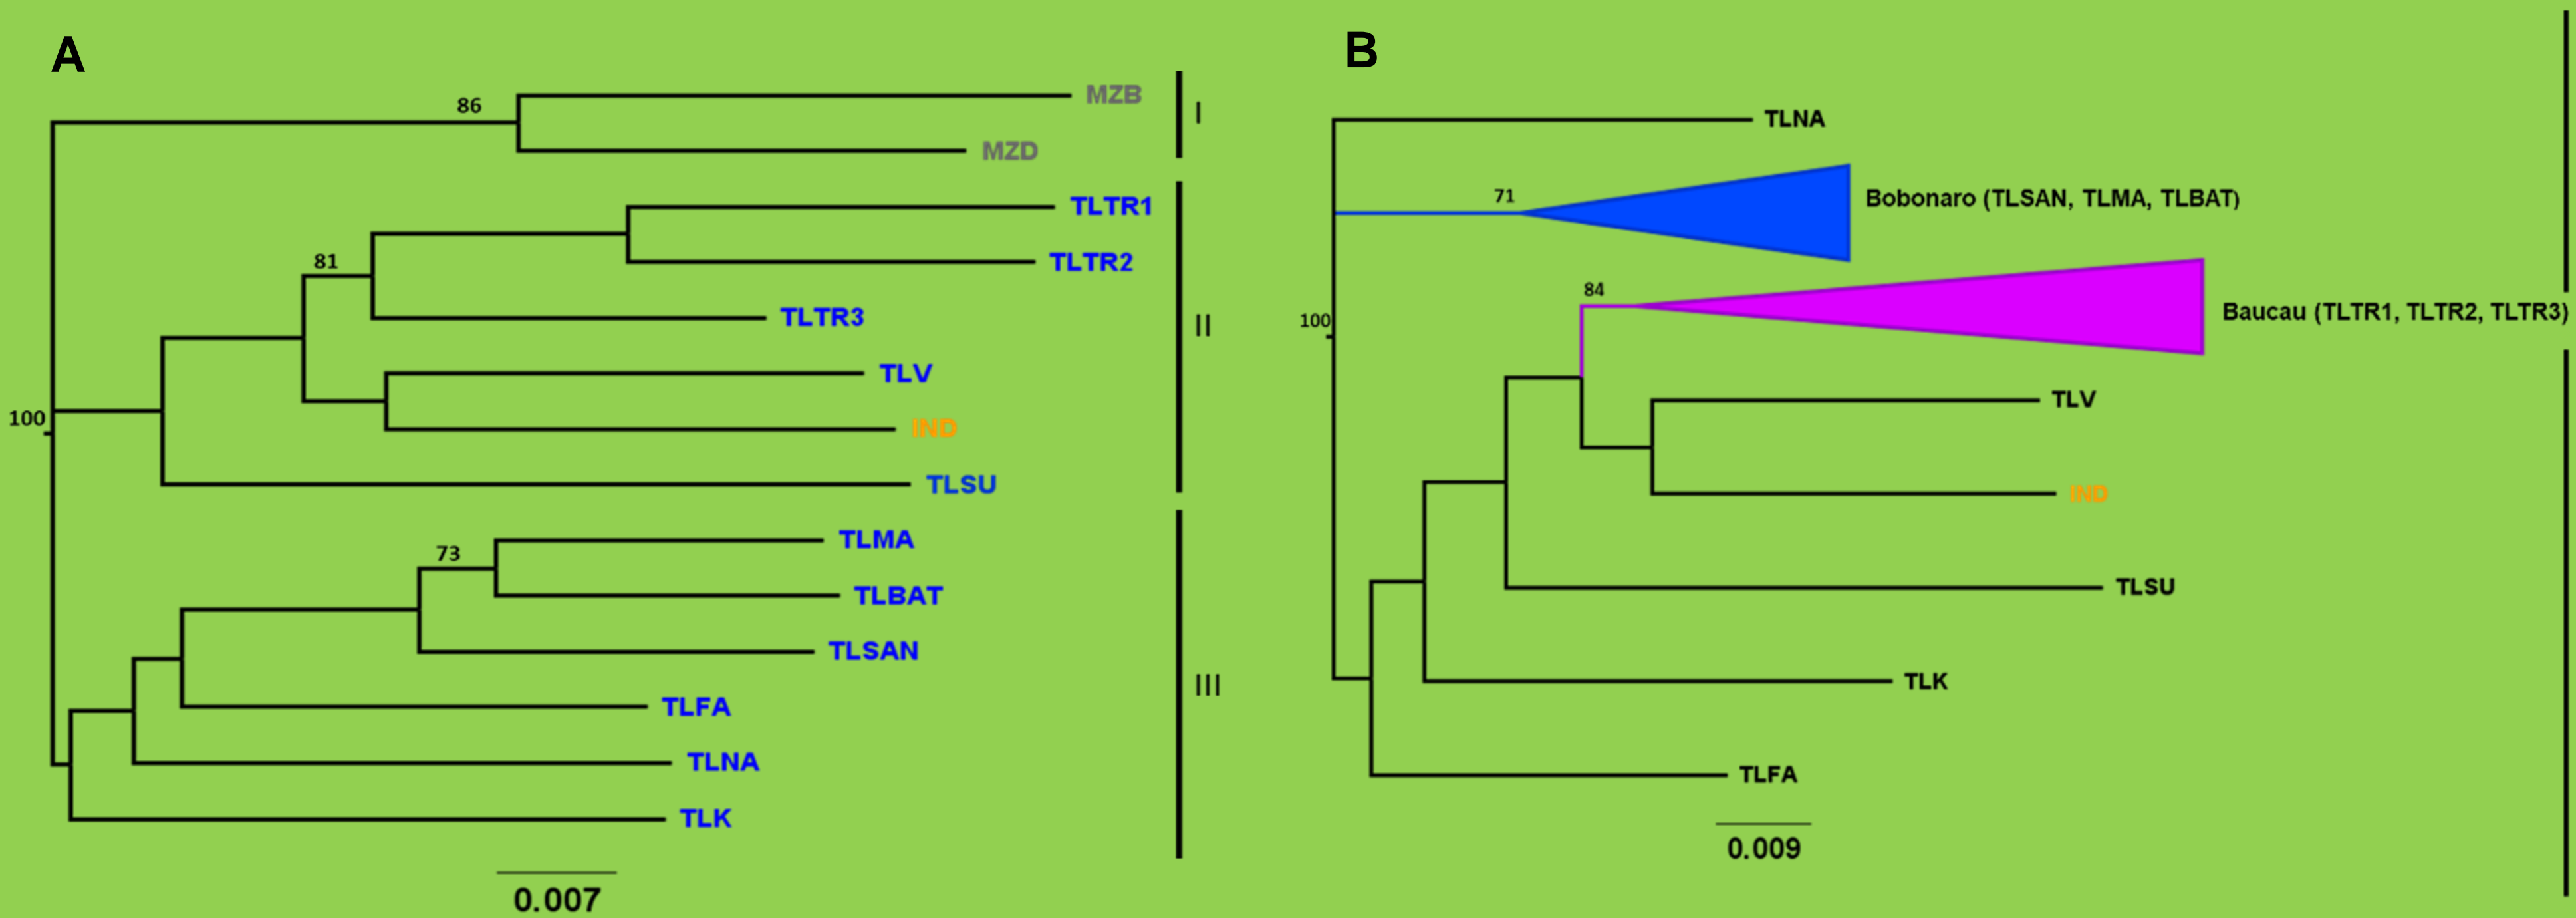 A
86
MZB
I
MZD
TLTR1
81
TLTR2
TLTR3
II
TLV
100
IND
TLSU
73
TLMA
TLBAT
TLSAN
III
TLFA
TLNA
TLK
0.007
B
TLNA
71
Bobonaro (TLSAN, TLMA, TLBAT)
84
100
Baucau (TLTR1, TLTR2, TLTR3)
TLV
IND
TLSU
TLK
TLFA
0.009